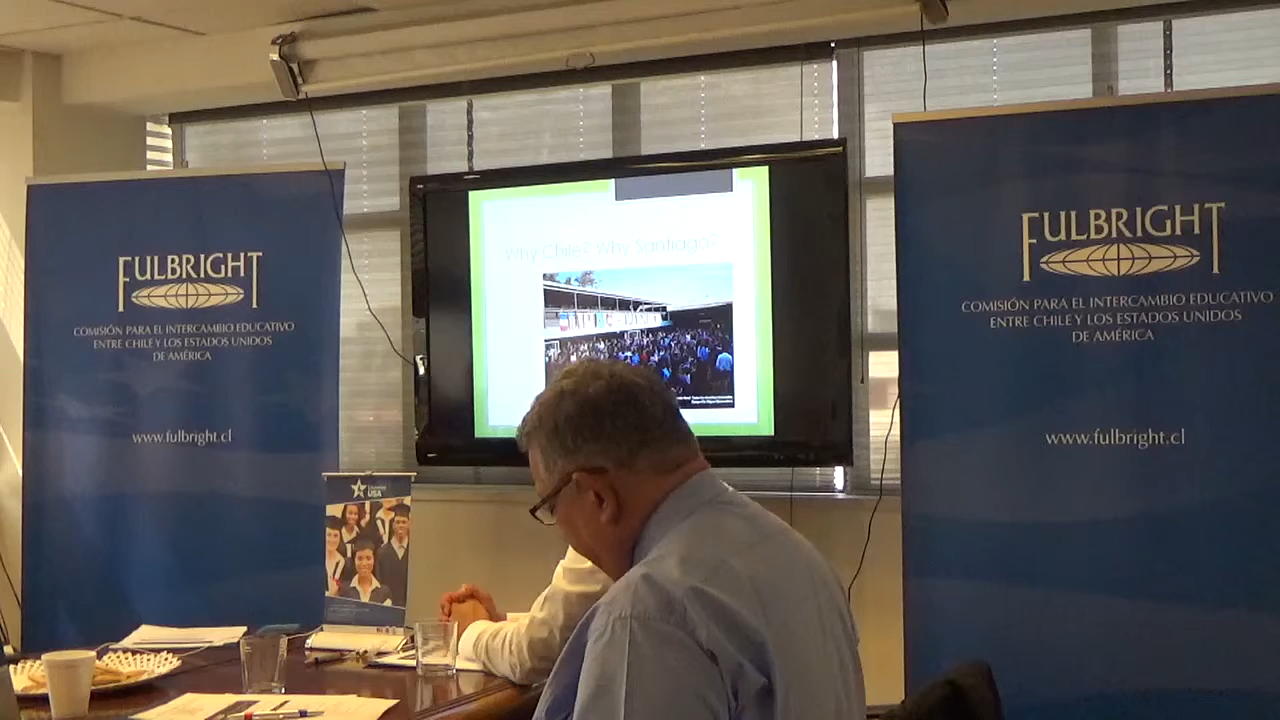 FULBRIGHT
COMISIÓN PARA EL INTERCAMBIO EDUCATIVO
ENTRE CHILE Y LOS ESTADOS UNIDOS
DE AMÉRICA
www.fulbright.cl
Why Chile? Why Santiago?
USA
FULBRIGHT
COMISIÓN PARA EL INTERCAMBIO EDUCATIVO
ENTRE CHILE Y LOS ESTADOS UNIDOS
DE AMÉRICA
www.fulbright.cl